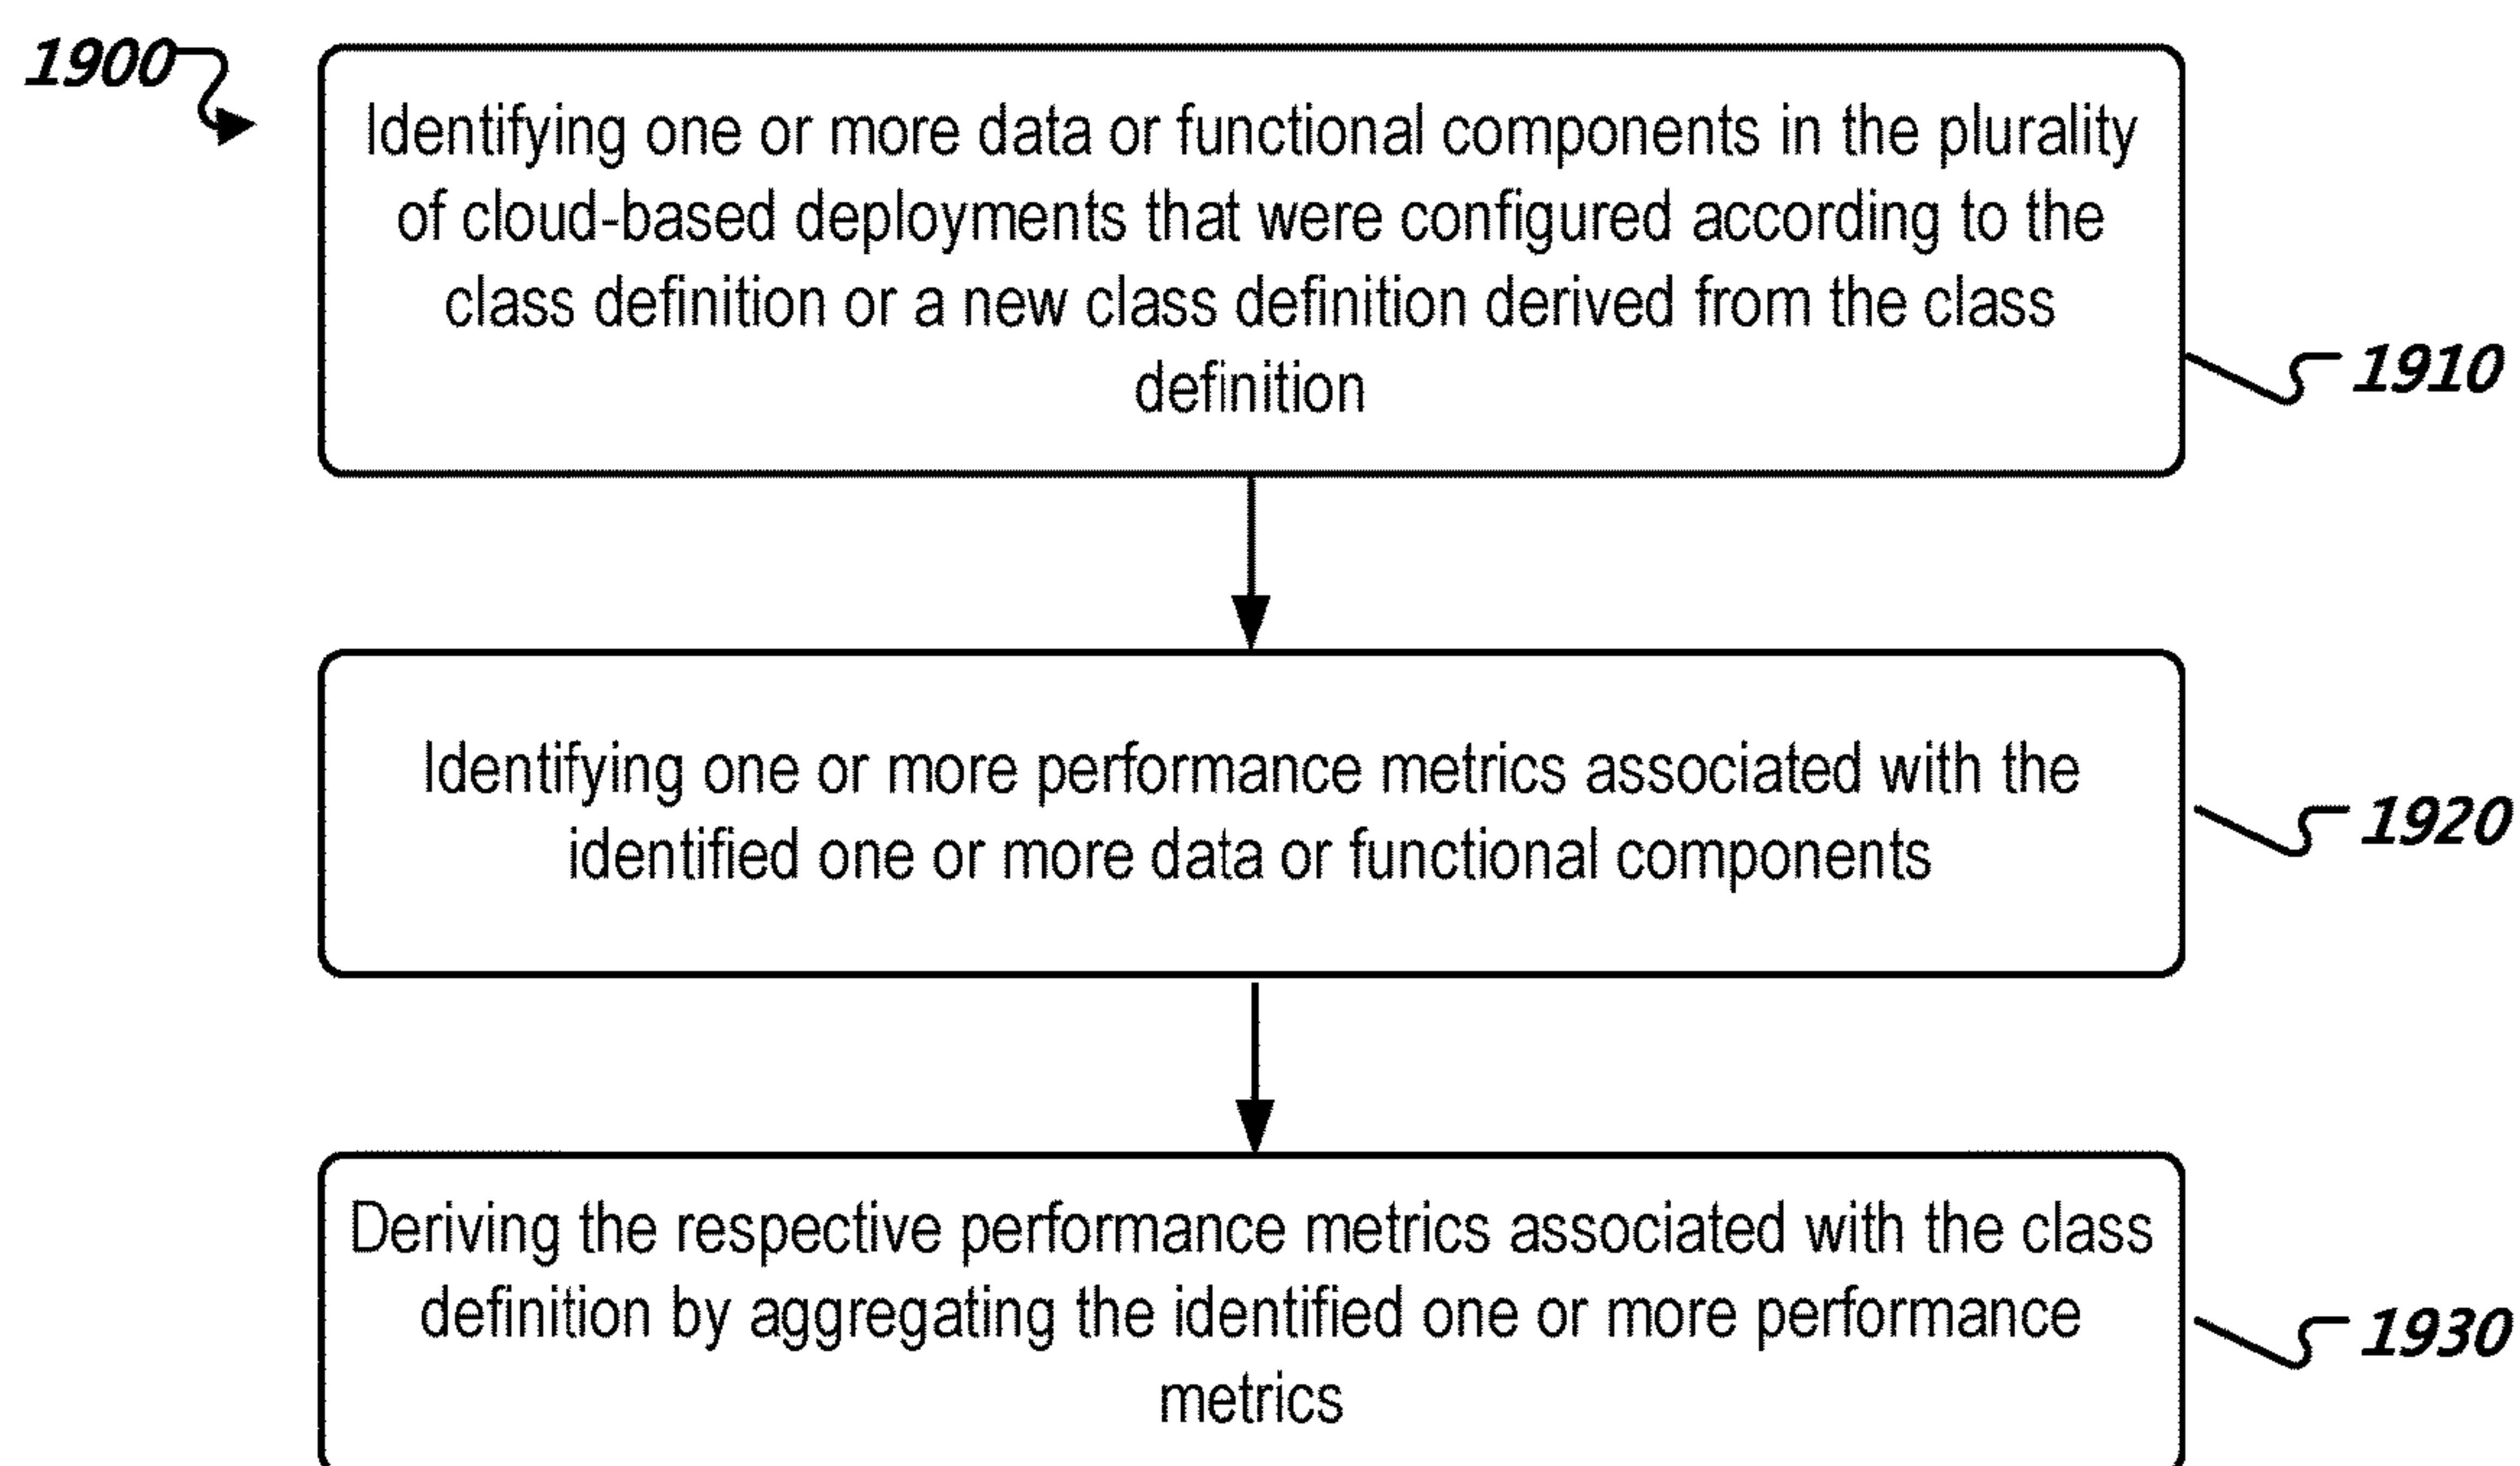 1900
Identifying one or more data or functional components in the plurality
of cloud-based deployments that were configured according to the
class definition or a new class definition derived from the class
definition
1910
Identifying one or more performance metrics associated with the
identified one or more data or functional components
1920
Deriving the respective performance metrics associated with the class
definition by aggregating the identified one or more performance
metrics
1930